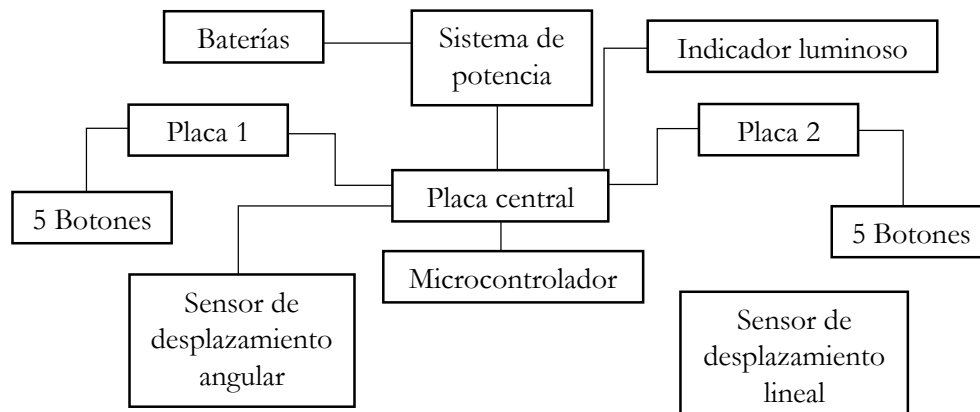 Baterías
Sistema de
potencia
Indicador luminoso
Placa 1
Placa 2
5 Botones
Placa central
5 Botones
Microcontrolador
Sensor de
desplazamiento
angular
Sensor de
desplazamiento
lineal